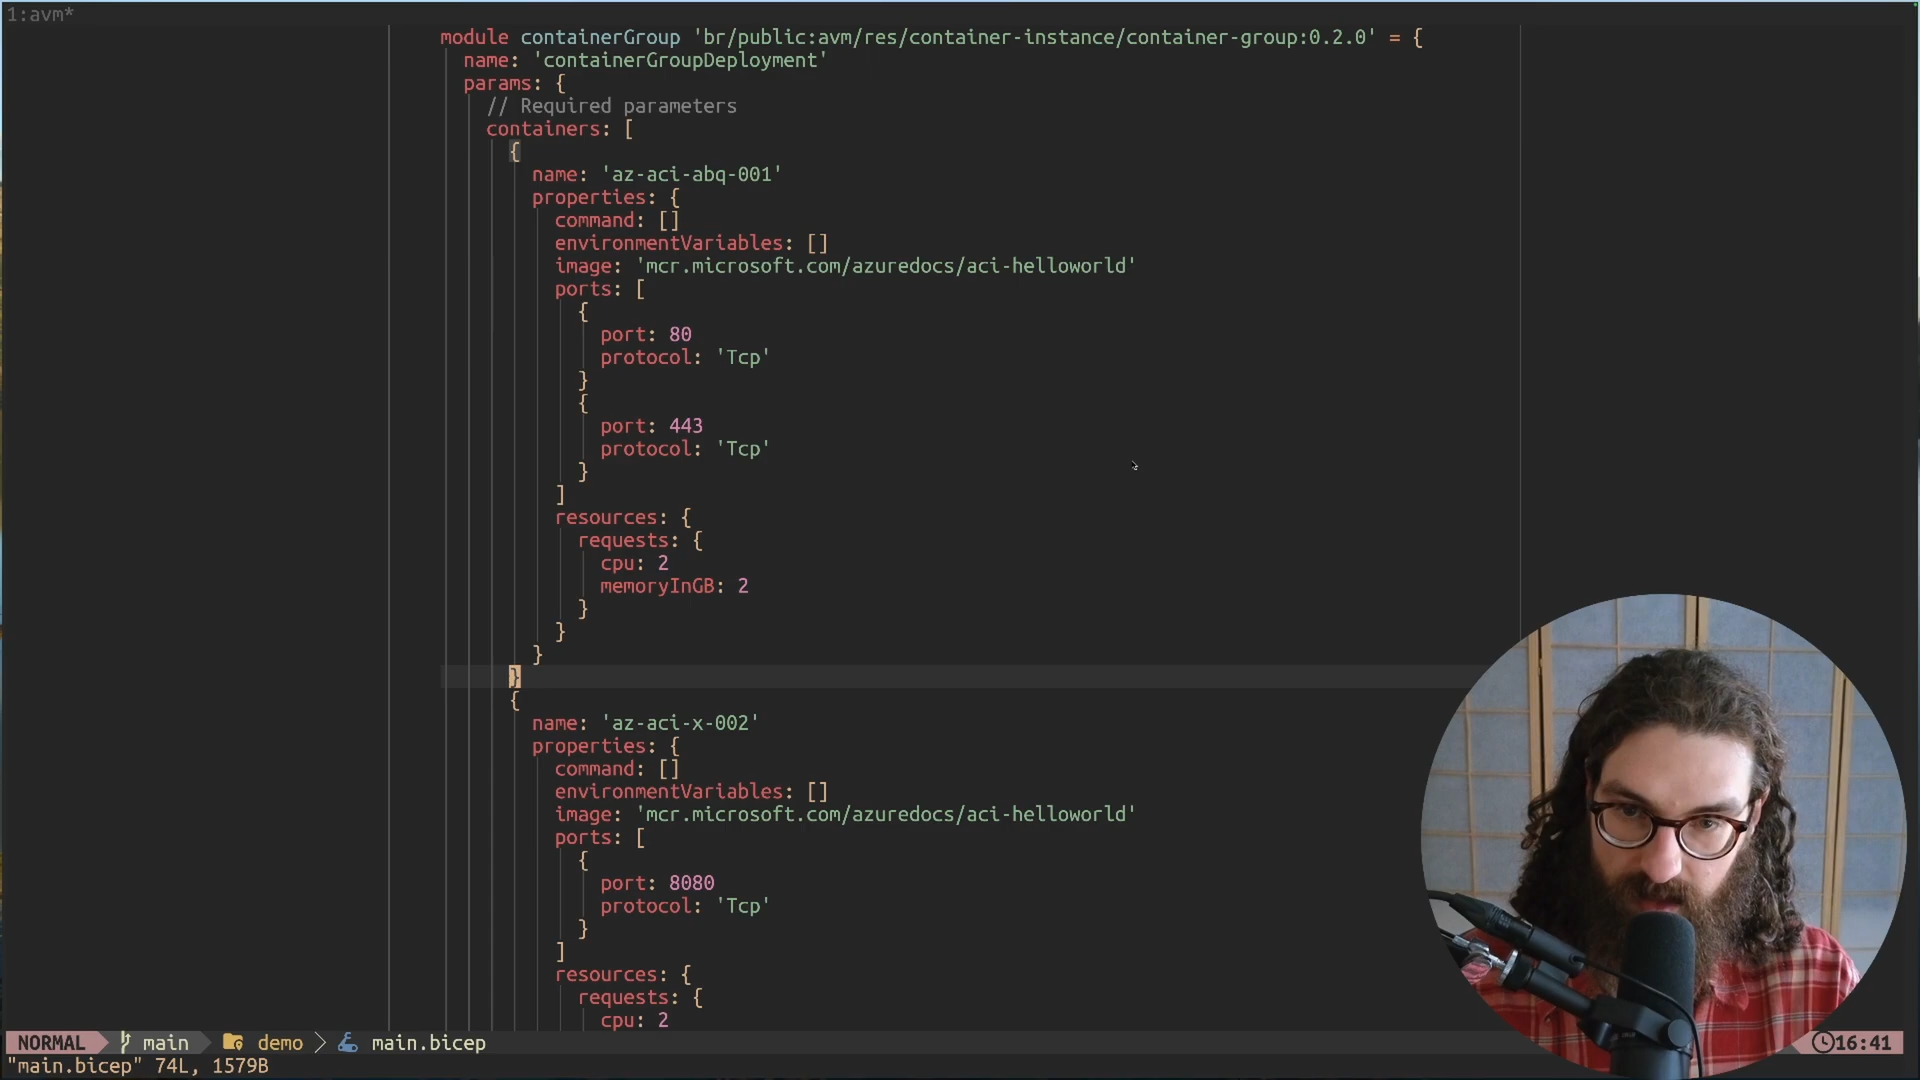 1:avm*
module containerGroup 'br/public:avm/res/container-instance/container-group:0.2.0' = {
name: 'containerGroupDeployment'
params: {
// Required parameters
containers: [
{
name: 'az-aci-abq-001'
properties: {
command: []
environmentVariables: []
image: 'mcr.microsoft.com/azuredocs/aci-helloworld'
ports: [
{
port: 80
protocol: 'Tcp'
}
{
port: 443
protocol: 'Tcp'
}
]
resources: {
requests: {
cpu: 2
memoryInGB: 2
}
}
}
}
{
name: 'az-aci-x-002'
properties: {
command: []
environmentVariables: []
image: 'mcr.microsoft.com/azuredocs/aci-helloworld'
ports: [
{
port: 8080
protocol: 'Tcp'
}
]
resources: {
requests: {
cpu: 2
NORMAL main demo main.bicep 16:41
"main.bicep" 74L, 1579B